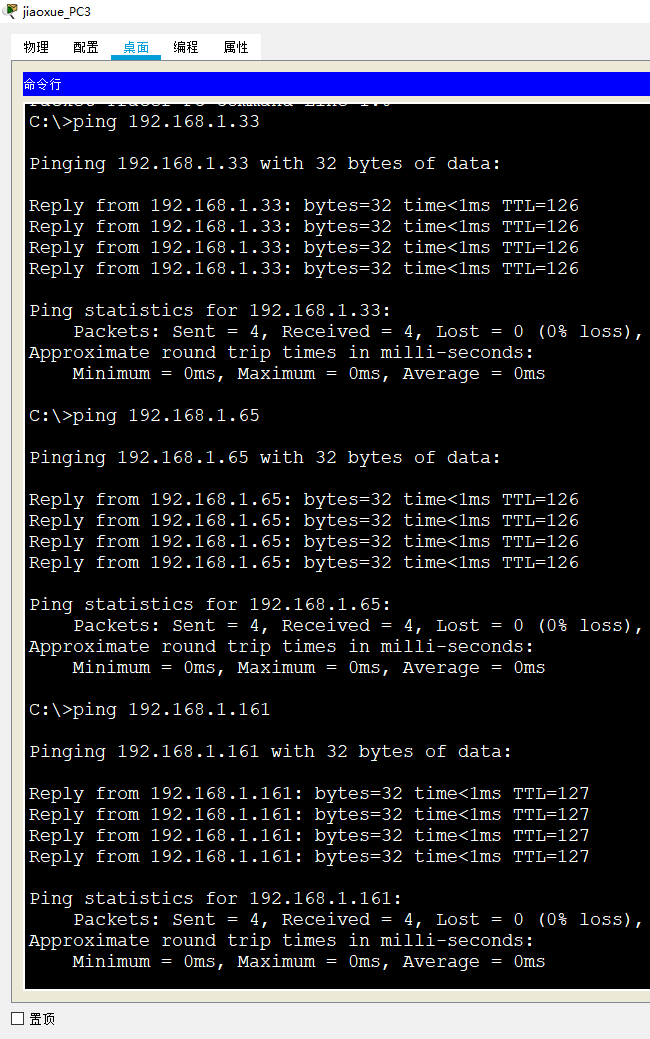 jiaoxue_PC3
物理 配置 桌面 编程 属性
命令行
C:\>ping 192.168.1.33
Pinging 192.168.1.33 with 32 bytes of data:
Reply from 192.168.1.33: bytes=32 time<1ms TTL=126
Reply from 192.168.1.33: bytes=32 time<1ms TTL=126
Reply from 192.168.1.33: bytes=32 time<1ms TTL=126
Reply from 192.168.1.33: bytes=32 time<1ms TTL=126
Ping statistics for 192.168.1.33:
Packets: Sent = 4, Received = 4, Lost = 0 (0% loss),
Approximate round trip times in milli-seconds:
Minimum = 0ms, Maximum = 0ms, Average = 0ms
C:\>ping 192.168.1.65
Pinging 192.168.1.65 with 32 bytes of data:
Reply from 192.168.1.65: bytes=32 time<1ms TTL=126
Reply from 192.168.1.65: bytes=32 time<1ms TTL=126
Reply from 192.168.1.65: bytes=32 time<1ms TTL=126
Reply from 192.168.1.65: bytes=32 time<1ms TTL=126
Ping statistics for 192.168.1.65:
Packets: Sent = 4, Received = 4, Lost = 0 (0% loss),
Approximate round trip times in milli-seconds:
Minimum = 0ms, Maximum = 0ms, Average = 0ms
C:\>ping 192.168.1.161
Pinging 192.168.1.161 with 32 bytes of data:
Reply from 192.168.1.161: bytes=32 time<1ms TTL=127
Reply from 192.168.1.161: bytes=32 time<1ms TTL=127
Reply from 192.168.1.161: bytes=32 time<1ms TTL=127
Reply from 192.168.1.161: bytes=32 time<1ms TTL=127
Ping statistics for 192.168.1.161:
Packets: Sent = 4, Received = 4, Lost = 0 (0% loss),
Approximate round trip times in milli-seconds:
Minimum = 0ms, Maximum = 0ms, Average = 0ms
置顶